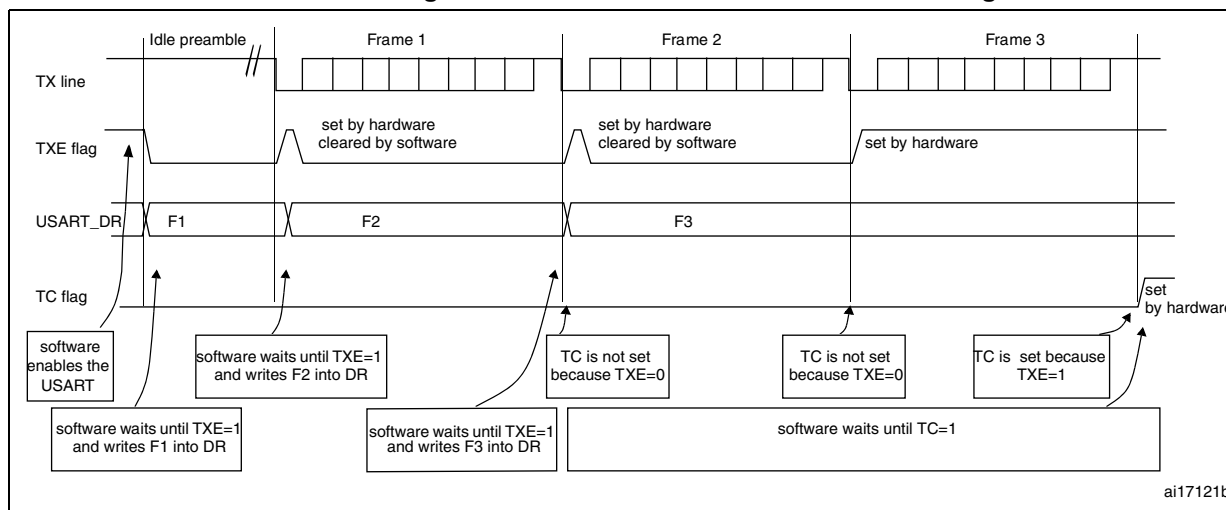 Idle preamble
Frame 1
Frame 2
Frame 3
TX line
set by hardware
cleared by software
set by hardware
cleared by software
TXE flag
set by hardware
USART_DR
F1
F2
F3
TC flag
set
by hardware
software
enables the
USART
software waits until TXE=1
and writes F2 into DR
TC is not set
because TXE=0
TC is not set
because TXE=0
TC is set because
TXE=1
software waits until TXE=1
and writes F1 into DR
software waits until TXE=1
and writes F3 into DR
software waits until TC=1
ai17121b